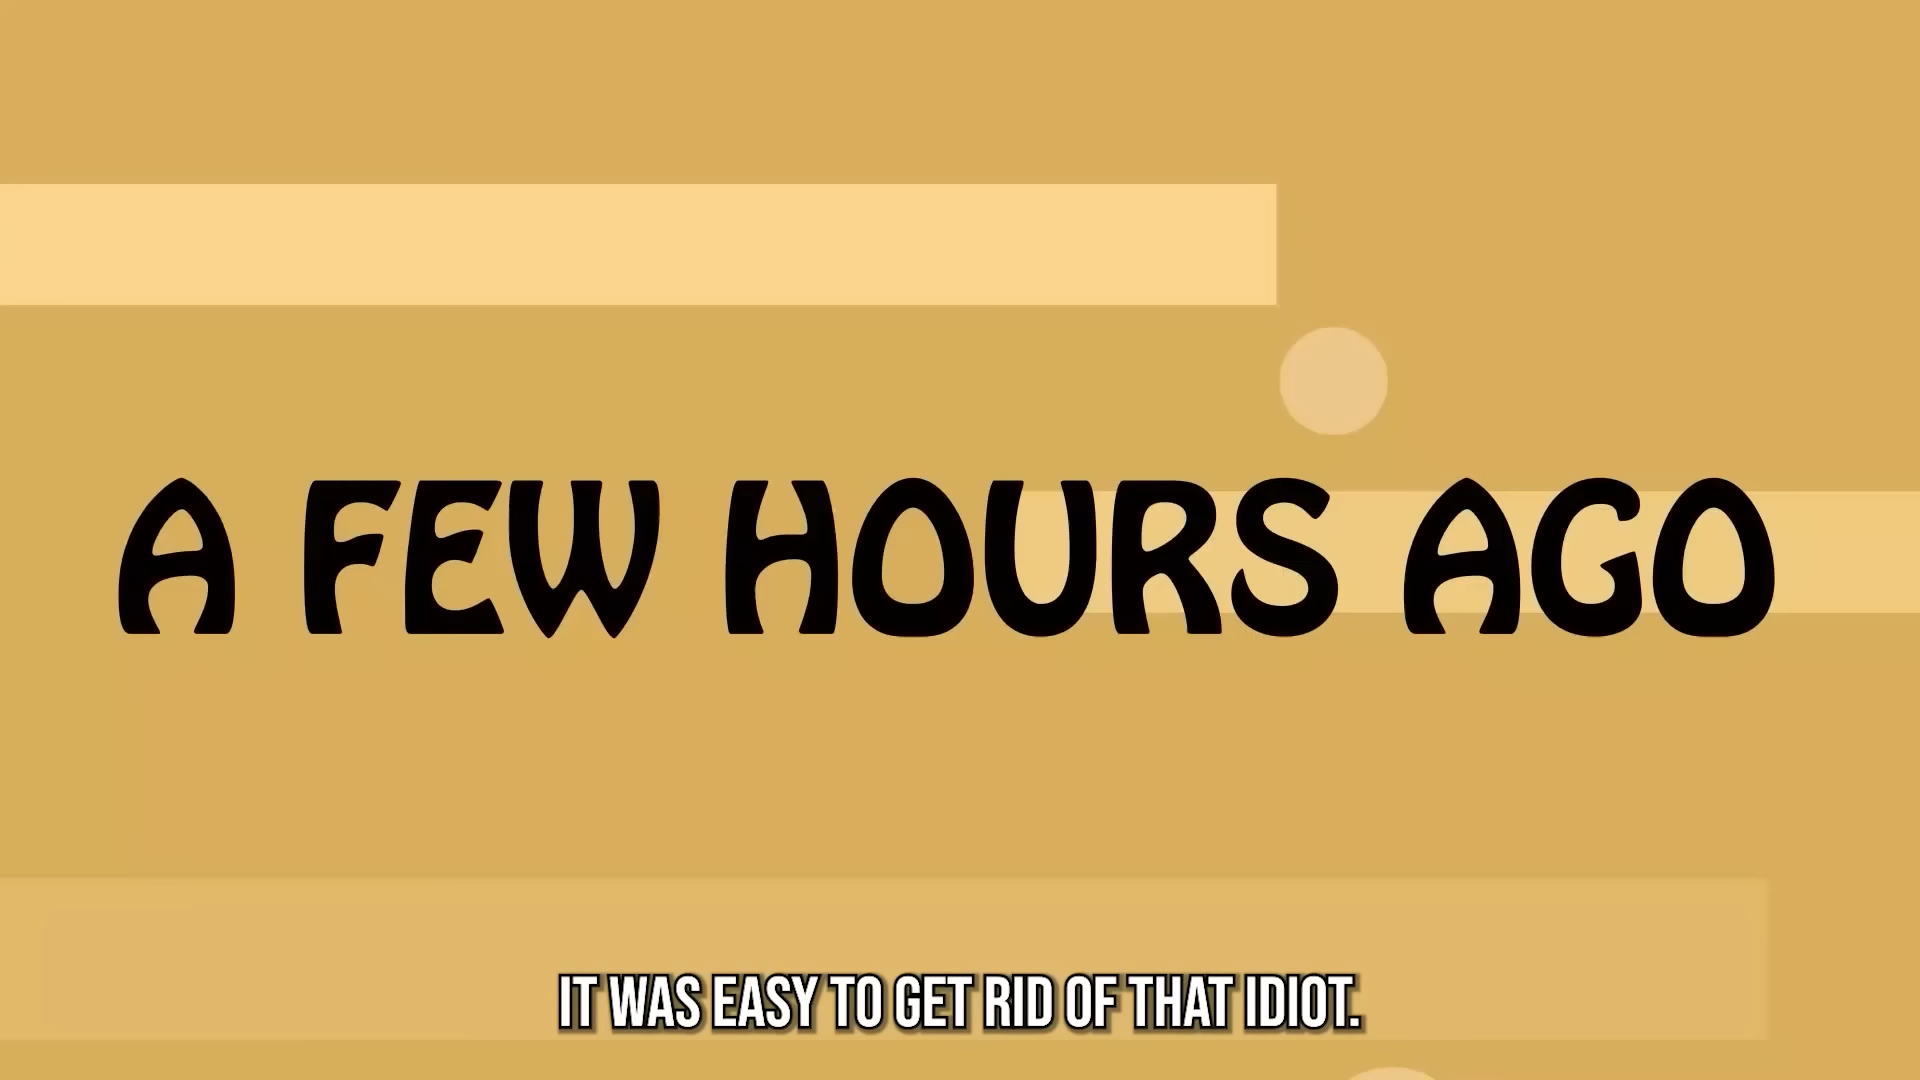 A FEW HOURS AGO
IT WAS EASY TO GET RID OF THAT IDIOT.